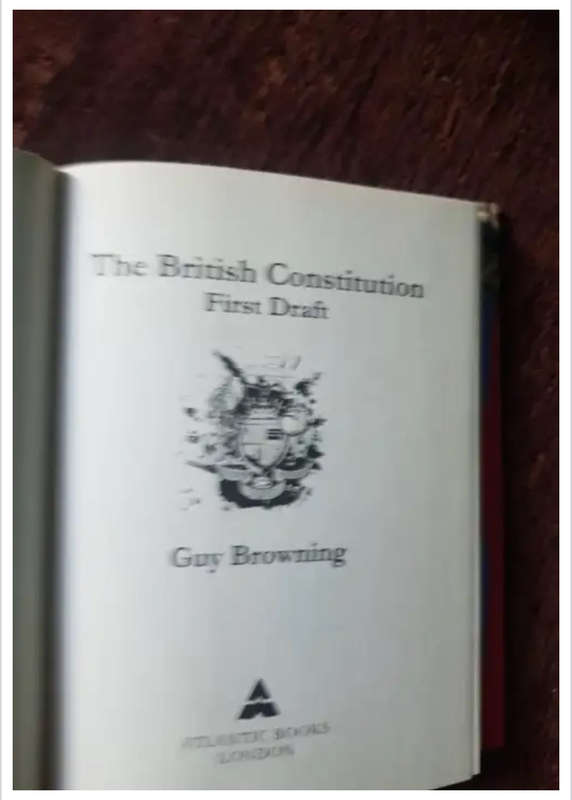 The British Constitution
First Draft
Guy Browning
ATLANTIC BOOKS
LONDON